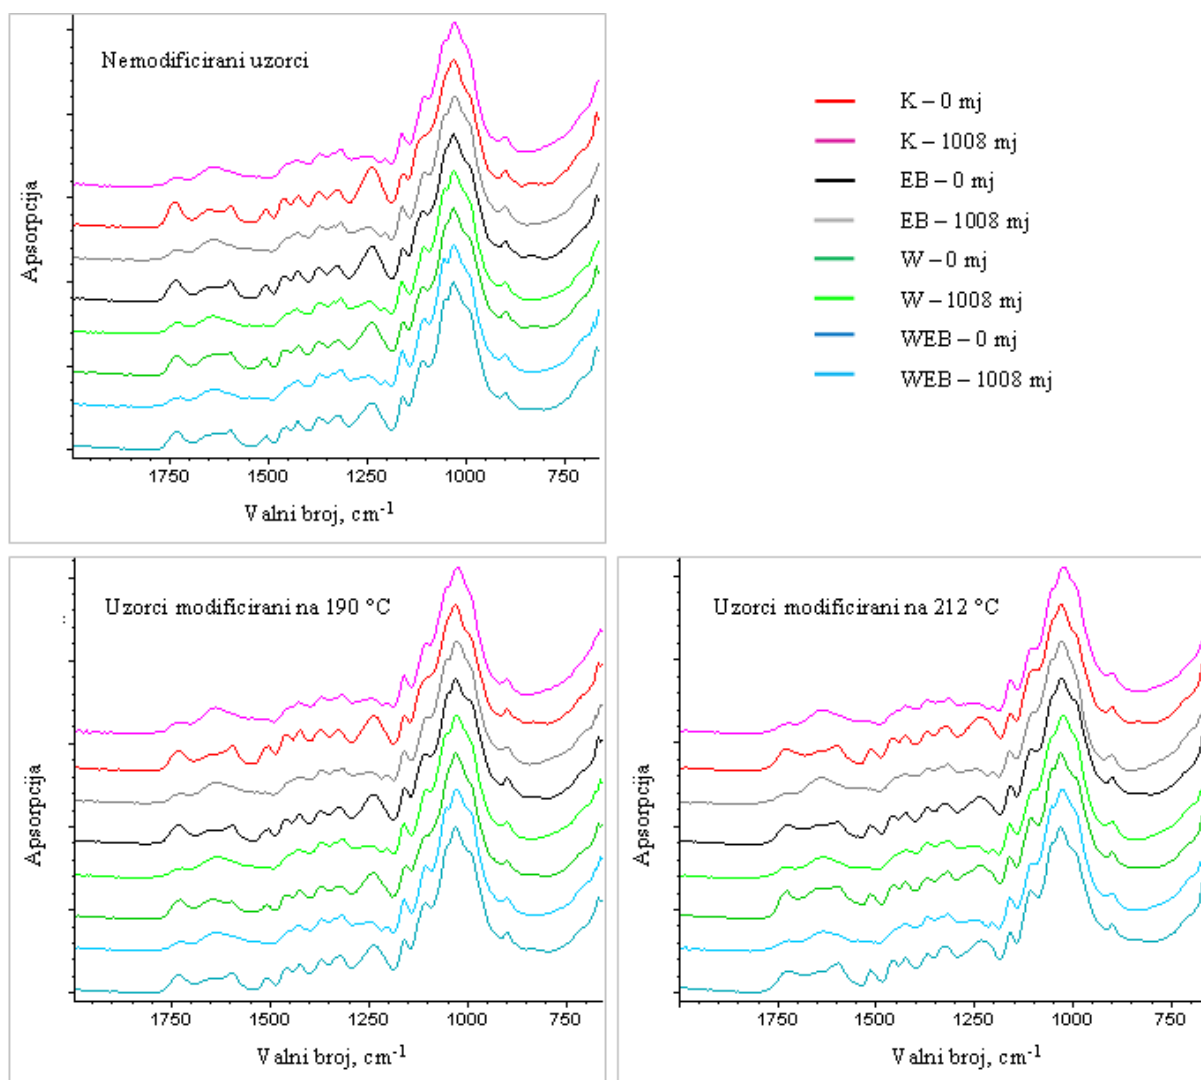 Nemodificirani uzorci
Apsorpcija
1750 1500 1250 1000 750
Valni broj, cm-1
K – 0 mj
K – 1008 mj
EB – 0 mj
EB – 1008 mj
W – 0 mj
W – 1008 mj
WEB – 0 mj
WEB – 1008 mj
Uzorci modificirani na 190 °C
Apsorpcija
1750 1500 1250 1000 750
Valni broj, cm-1
Uzorci modificirani na 212 °C
Apsorpcija
1750 1500 1250 1000 750
Valni broj, cm-1